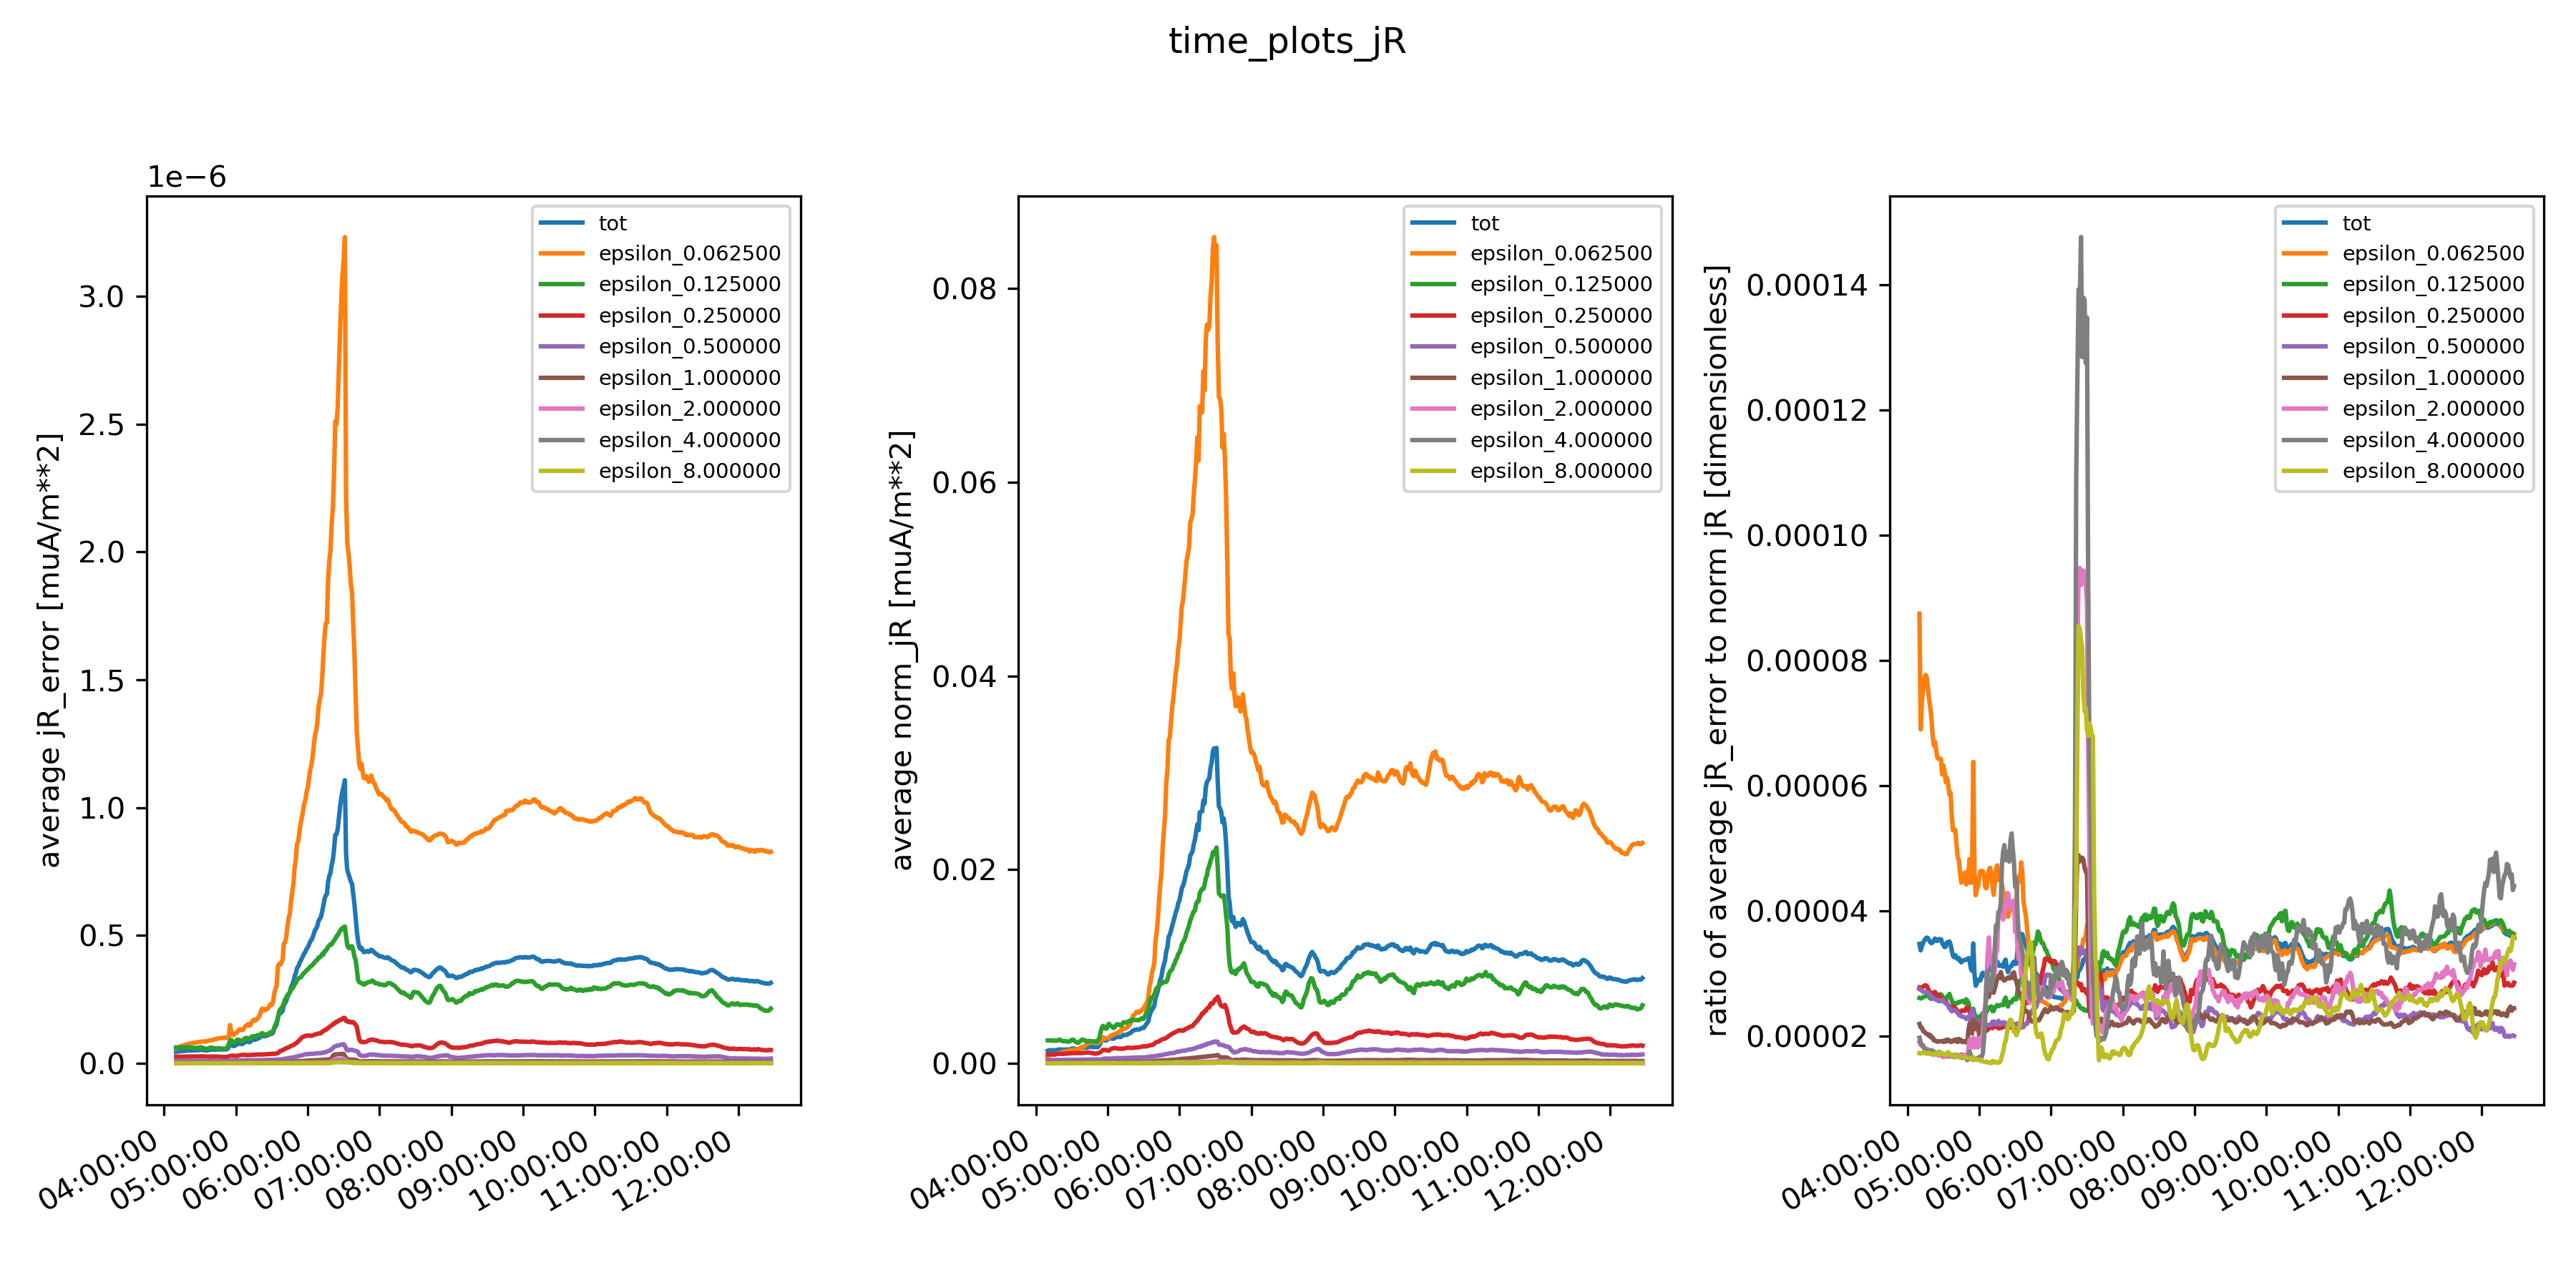 time_plots_jR
1e−6
average jR_error [muA/m**2]
3.0
2.5
2.0
1.5
1.0
0.5
0.0
04:00:00
05:00:00
06:00:00
07:00:00
08:00:00
09:00:00
10:00:00
11:00:00
12:00:00
tot
epsilon_0.062500
epsilon_0.125000
epsilon_0.250000
epsilon_0.500000
epsilon_1.000000
epsilon_2.000000
epsilon_4.000000
epsilon_8.000000
average norm_jR [muA/m**2]
0.08
0.06
0.04
0.02
0.00
04:00:00
05:00:00
06:00:00
07:00:00
08:00:00
09:00:00
10:00:00
11:00:00
12:00:00
tot
epsilon_0.062500
epsilon_0.125000
epsilon_0.250000
epsilon_0.500000
epsilon_1.000000
epsilon_2.000000
epsilon_4.000000
epsilon_8.000000
ratio of average jR_error to norm jR [dimensionless]
0.00014
0.00012
0.00010
0.00008
0.00006
0.00004
0.00002
04:00:00
05:00:00
06:00:00
07:00:00
08:00:00
09:00:00
10:00:00
11:00:00
12:00:00
tot
epsilon_0.062500
epsilon_0.125000
epsilon_0.250000
epsilon_0.500000
epsilon_1.000000
epsilon_2.000000
epsilon_4.000000
epsilon_8.000000